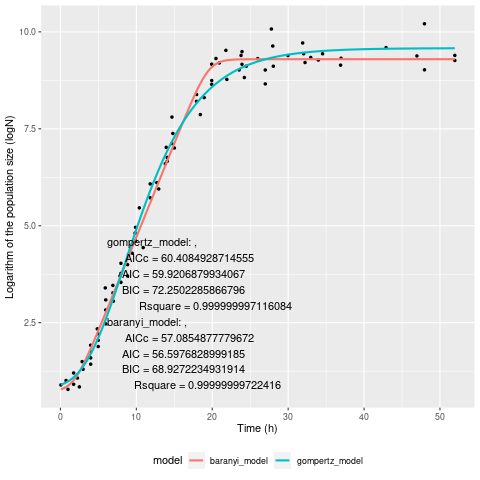 10.0
7.5
5.0
2.5
Logarithm of the population size (logN)
gompertz_model: ,
AICc = 60.4084928714555
AIC = 59.9206879934067
BIC = 72.2502285866796
Rsquare = 0.999999997116084
baranyi_model: ,
AICc = 57.0854877779672
AIC = 56.5976828999185
BIC = 68.9272234931914
Rsquare = 0.99999999722416
0 10 20 30 40 50
Time (h)
model baranyi_model gompertz_model